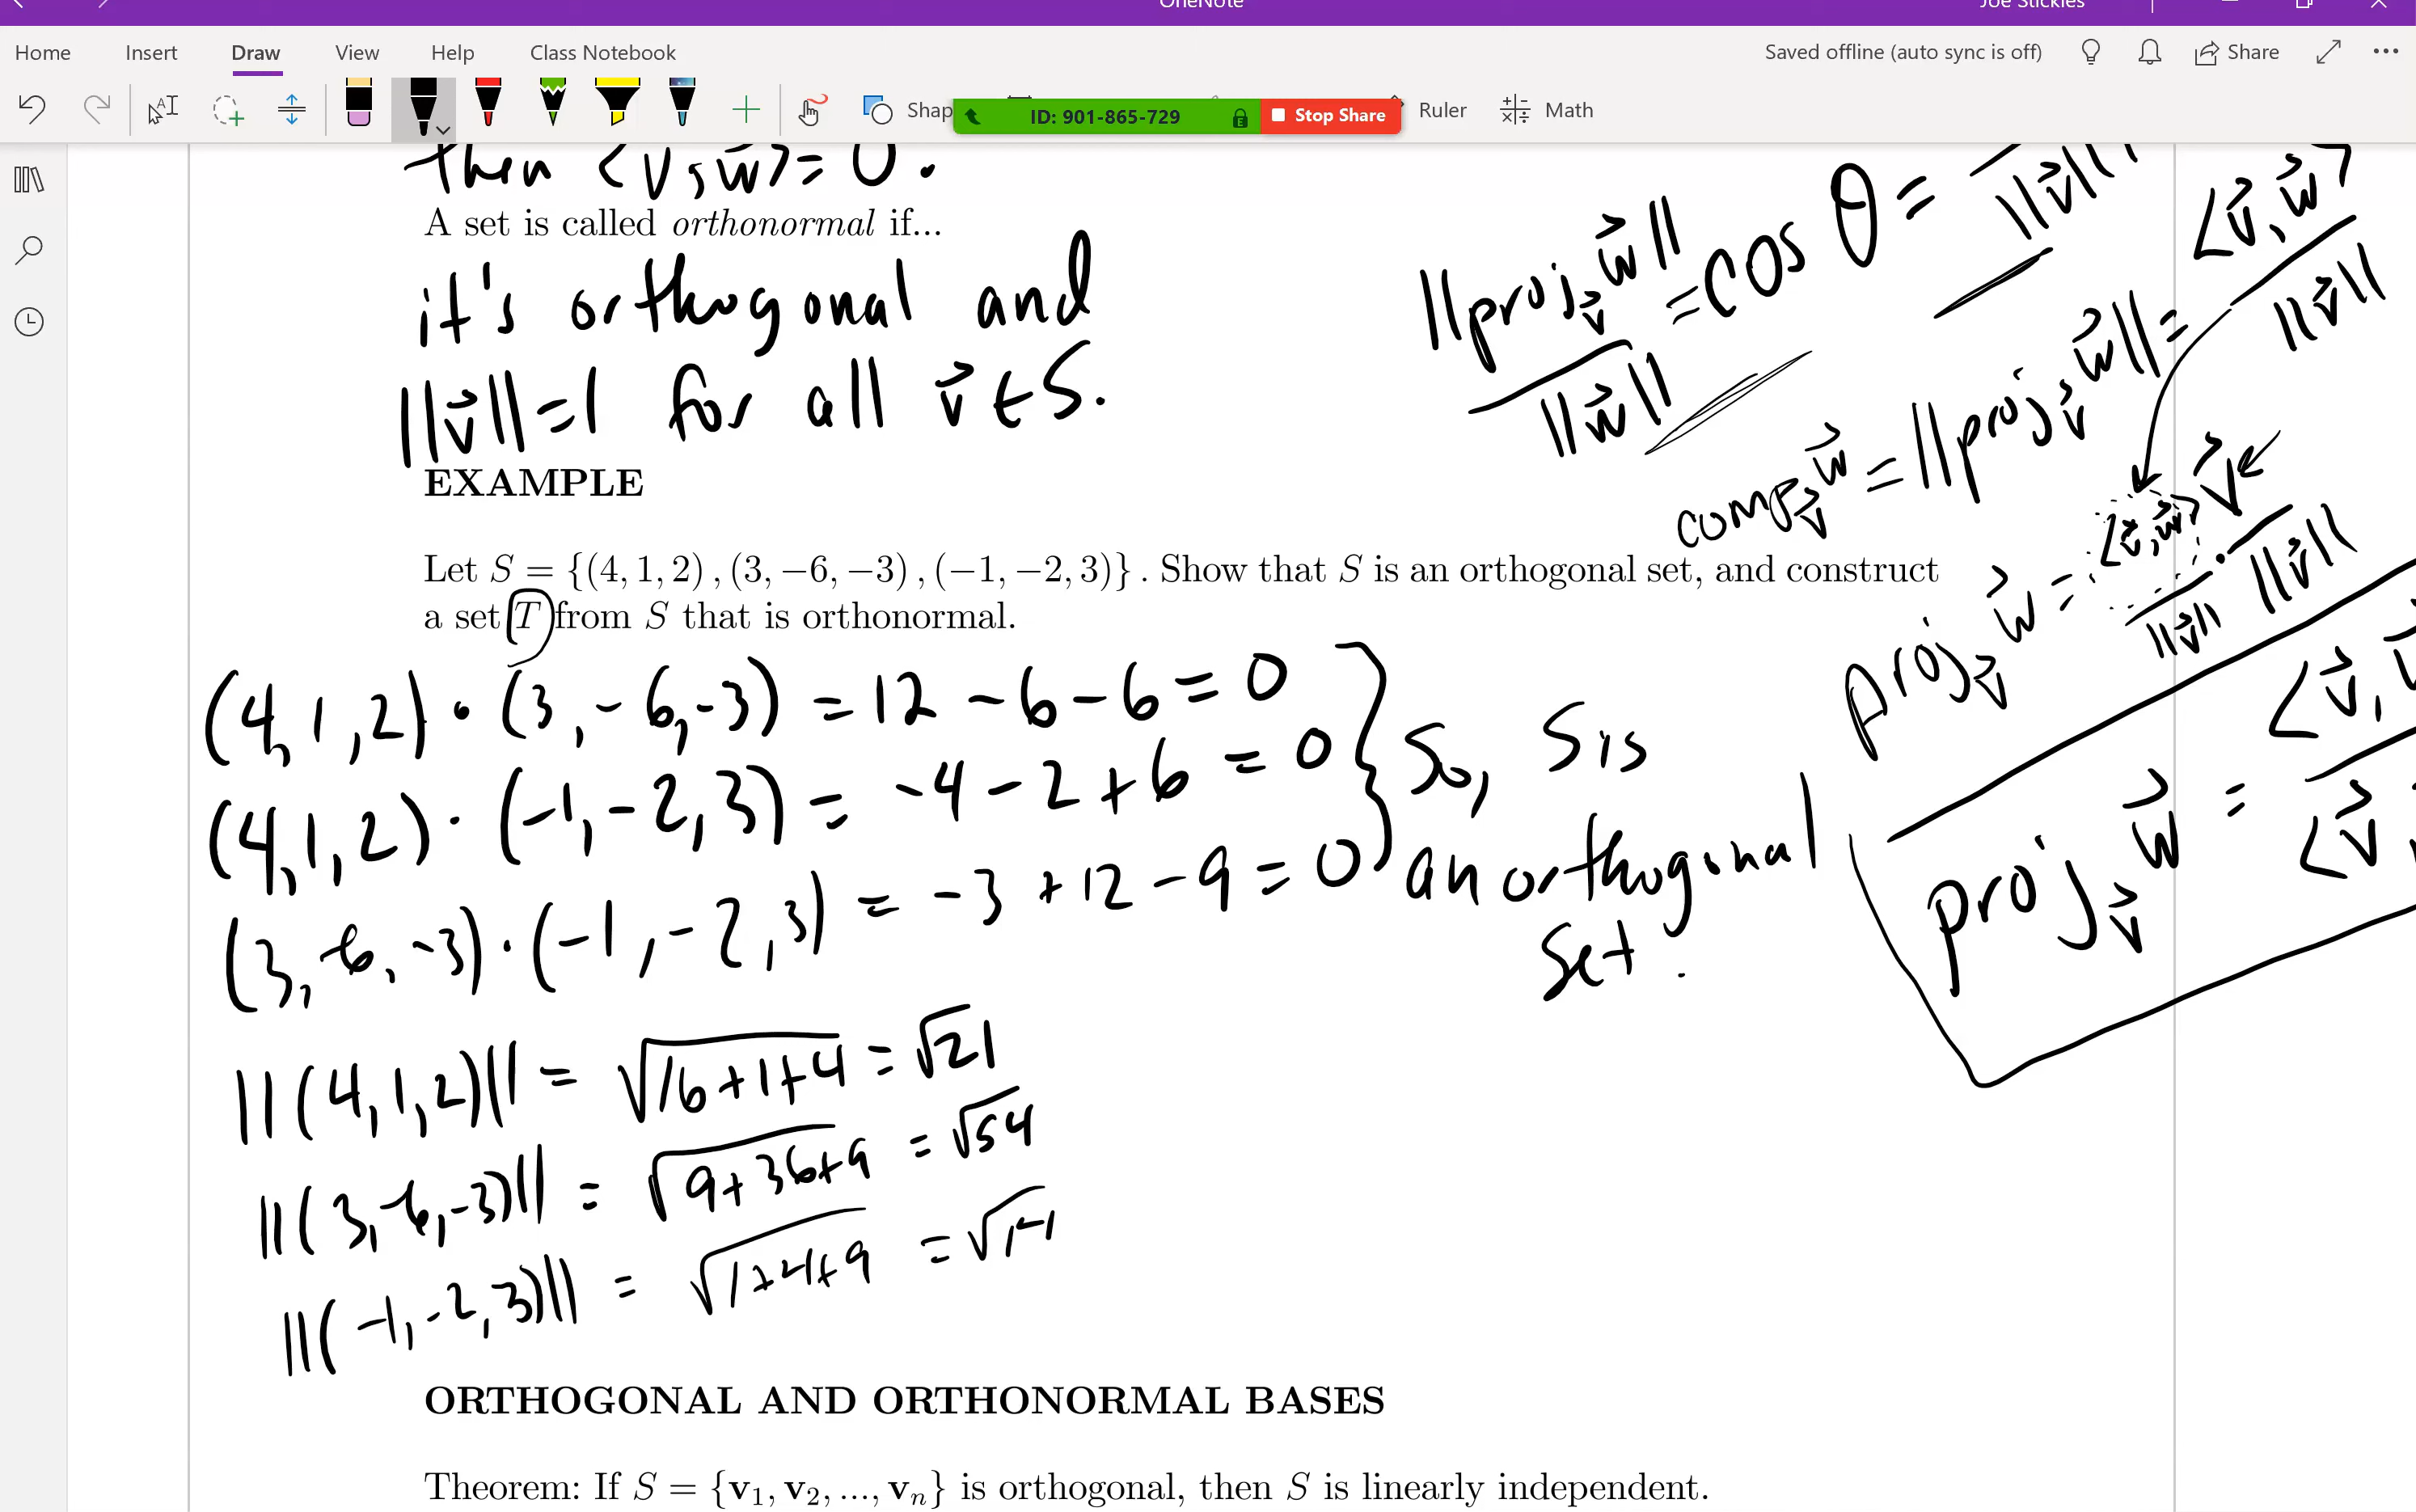 OneNote
Joe Stickles
Home Insert Draw View Help Class Notebook
Saved offline (auto sync is off) Share
Shap
ID: 901-865-729 Stop Share
Ruler Math
then ⟨v, w⃗⟩ = 0.
A set is called orthonormal if...
it's orthogonal and
||v⃗|| = 1 for all v⃗ ∈ S.
EXAMPLE
Let S = {(4, 1, 2) , (3, −6, −3) , (−1, −2, 3)} . Show that S is an orthogonal set, and construct
a set T from S that is orthonormal.
(4, 1, 2) · (3, -6, -3) = 12 - 6 - 6 = 0
(4, 1, 2) · (-1, -2, 3) = -4 - 2 + 6 = 0
(3, -6, -3) · (-1, -2, 3) = -3 + 12 - 9 = 0
So, S is
an orthogonal
set.
||(4, 1, 2)|| = √16+1+4 = √21
||(3, -6, -3)|| = √9+36+9 = √54
||(-1, -2, 3)|| = √1+4+9 = √14
||proj_v⃗ w⃗|| / ||w⃗|| = cos θ = / ||v⃗||
comp_v⃗ w⃗ = ||proj_v⃗ w⃗|| = ⟨v⃗, w⃗⟩ / ||v⃗||
proj_v⃗ w⃗ = ⟨v⃗, w⃗⟩ / ||v⃗|| · v⃗ / ||v⃗||
proj_v⃗ w⃗ = ⟨v⃗, / ⟨v⃗,
ORTHOGONAL AND ORTHONORMAL BASES
Theorem: If S = {v₁, v₂, ..., vₙ} is orthogonal, then S is linearly independent.